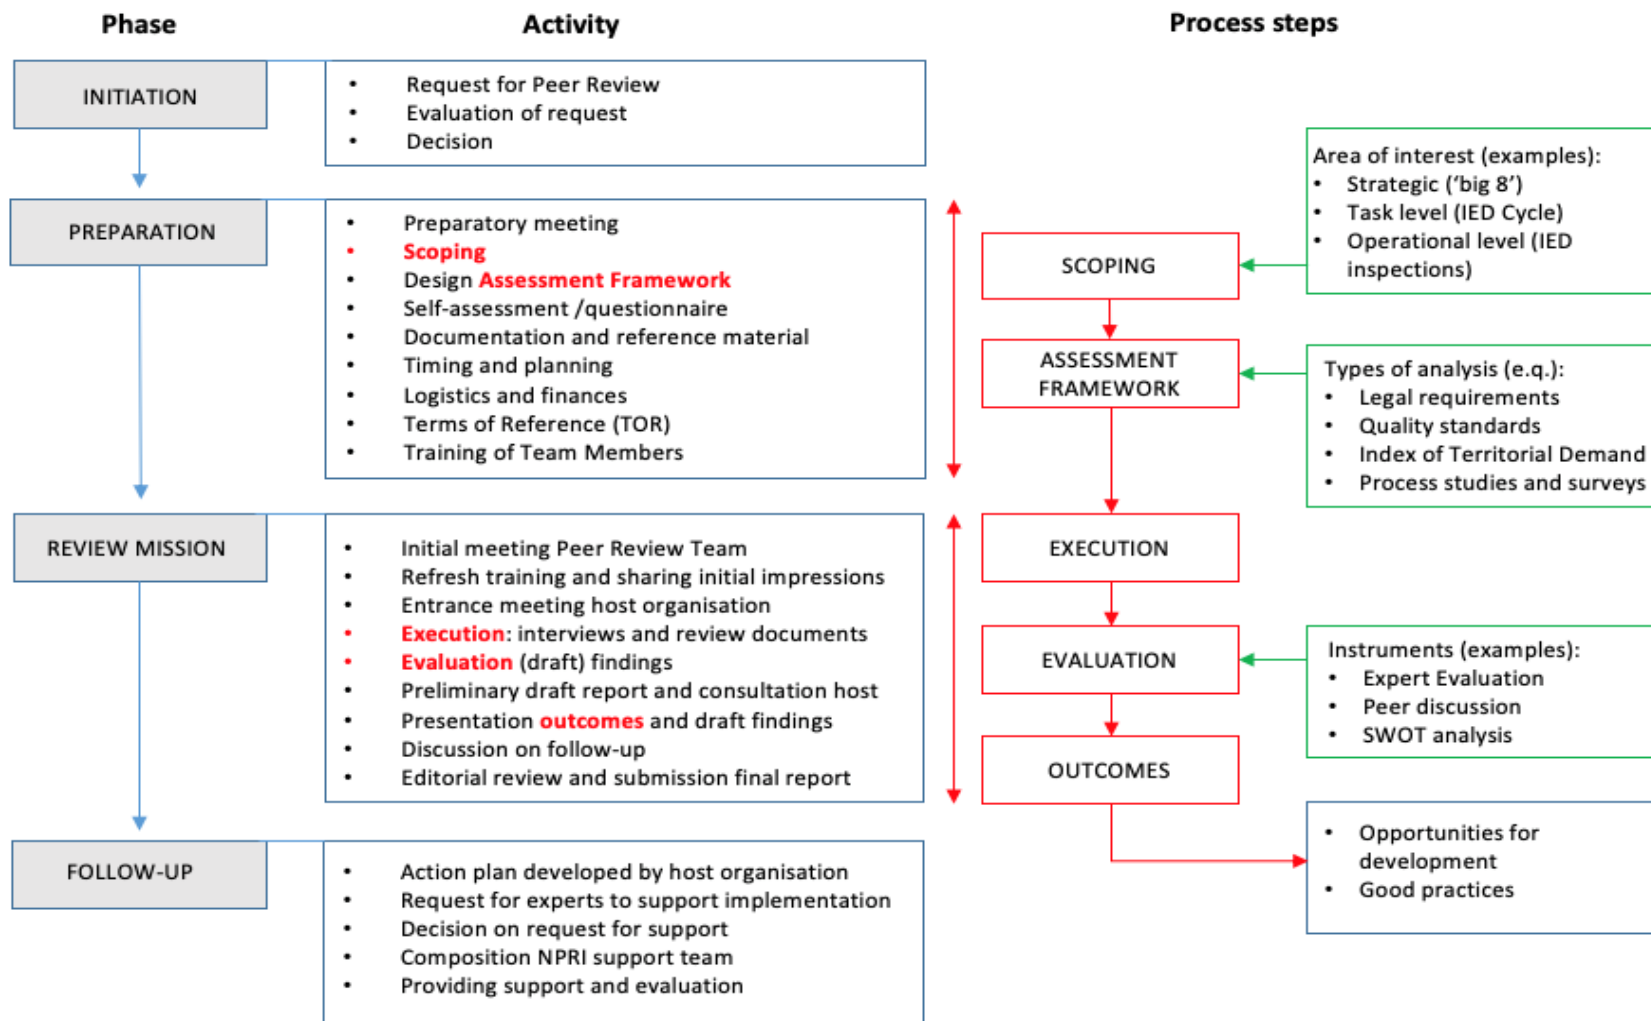 Phase
Activity
Process steps
INITIATION
• Request for Peer Review
• Evaluation of request
• Decision
PREPARATION
• Preparatory meeting
• Scoping
• Design Assessment Framework
• Self-assessment /questionnaire
• Documentation and reference material
• Timing and planning
• Logistics and finances
• Terms of Reference (TOR)
• Training of Team Members
REVIEW MISSION
• Initial meeting Peer Review Team
• Refresh training and sharing initial impressions
• Entrance meeting host organisation
• Execution: interviews and review documents
• Evaluation (draft) findings
• Preliminary draft report and consultation host
• Presentation outcomes and draft findings
• Discussion on follow-up
• Editorial review and submission final report
FOLLOW-UP
• Action plan developed by host organisation
• Request for experts to support implementation
• Decision on request for support
• Composition NPRI support team
• Providing support and evaluation
SCOPING
ASSESSMENT
FRAMEWORK
EXECUTION
EVALUATION
OUTCOMES
Area of interest (examples):
• Strategic (‘big 8’)
• Task level (IED Cycle)
• Operational level (IED
inspections)
Types of analysis (e.q.):
• Legal requirements
• Quality standards
• Index of Territorial Demand
• Process studies and surveys
Instruments (examples):
• Expert Evaluation
• Peer discussion
• SWOT analysis
• Opportunities for
development
• Good practices